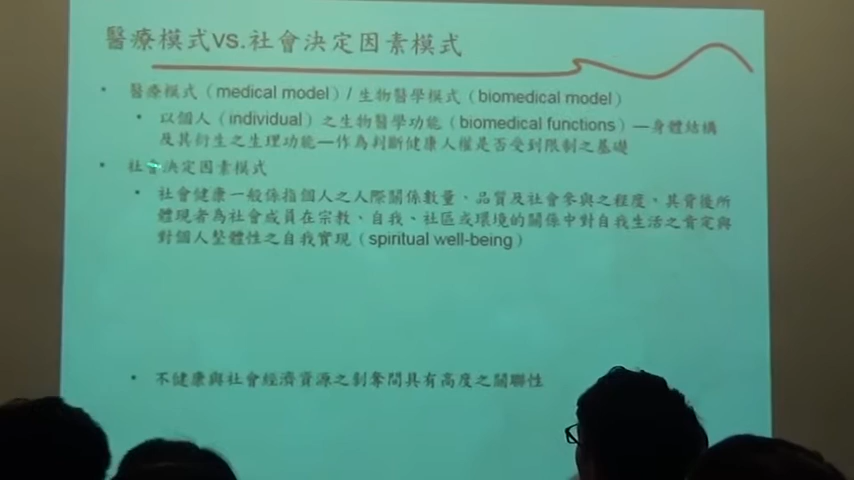 醫療模式vs.社會決定因素模式
• 醫療模式（medical model）/ 生物醫學模式（biomedical model）
• 以個人（individual）之生物醫學功能（biomedical functions）—身體結構
及其衍生之生理功能—作為判斷健康人權是否受到限制之基礎
• 社會決定因素模式
• 社會健康一般係指個人之人際關係數量、品質及社會參與之程度、其背後所
體現者為社會成員在宗教、自我、社區或環境的關係中對自我生活之肯定與
對個人整體性之自我實現（spiritual well-being）
• 不健康與社會經濟資源之剝奪間具有高度之關聯性